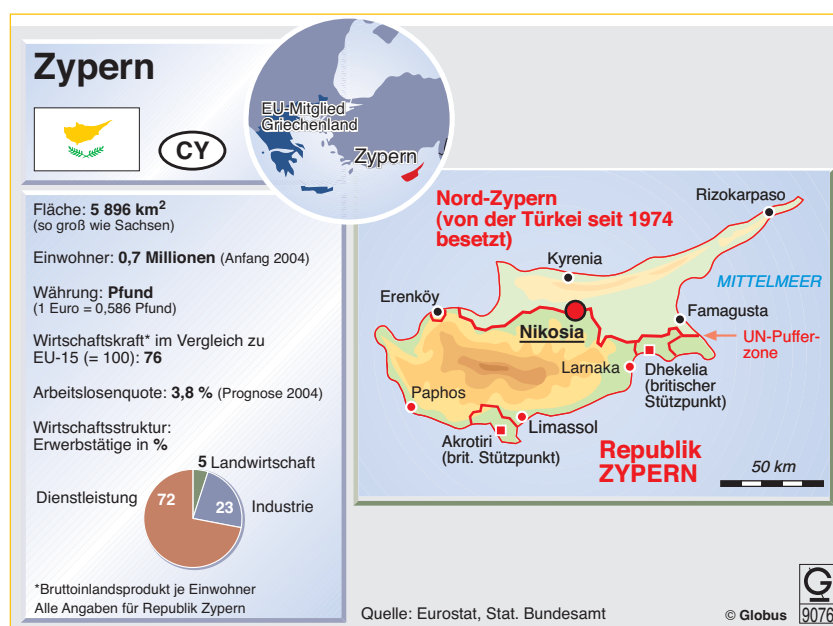 Zypern
CY
EU-Mitglied
Griechenland
Zypern
Fläche: 5 896 km²
(so groß wie Sachsen)
Einwohner: 0,7 Millionen (Anfang 2004)
Währung: Pfund
(1 Euro = 0,586 Pfund)
Wirtschaftskraft* im Vergleich zu
EU-15 (= 100): 76
Arbeitslosenquote: 3,8 % (Prognose 2004)
Wirtschaftsstruktur:
Erwerbstätige in %
5 Landwirtschaft
Dienstleistung 72
23 Industrie
*Bruttoinlandsprodukt je Einwohner
Alle Angaben für Republik Zypern
Nord-Zypern
(von der Türkei seit 1974
besetzt)
Rizokarpaso
Kyrenia
MITTELMEER
Erenköy
Famagusta
Nikosia
UN-Puffer-
zone
Larnaka
Dhekelia
(britischer
Stützpunkt)
Paphos
Limassol
Akrotiri
(brit. Stützpunkt)
Republik
ZYPERN
50 km
Quelle: Eurostat, Stat. Bundesamt
© Globus
G
9076